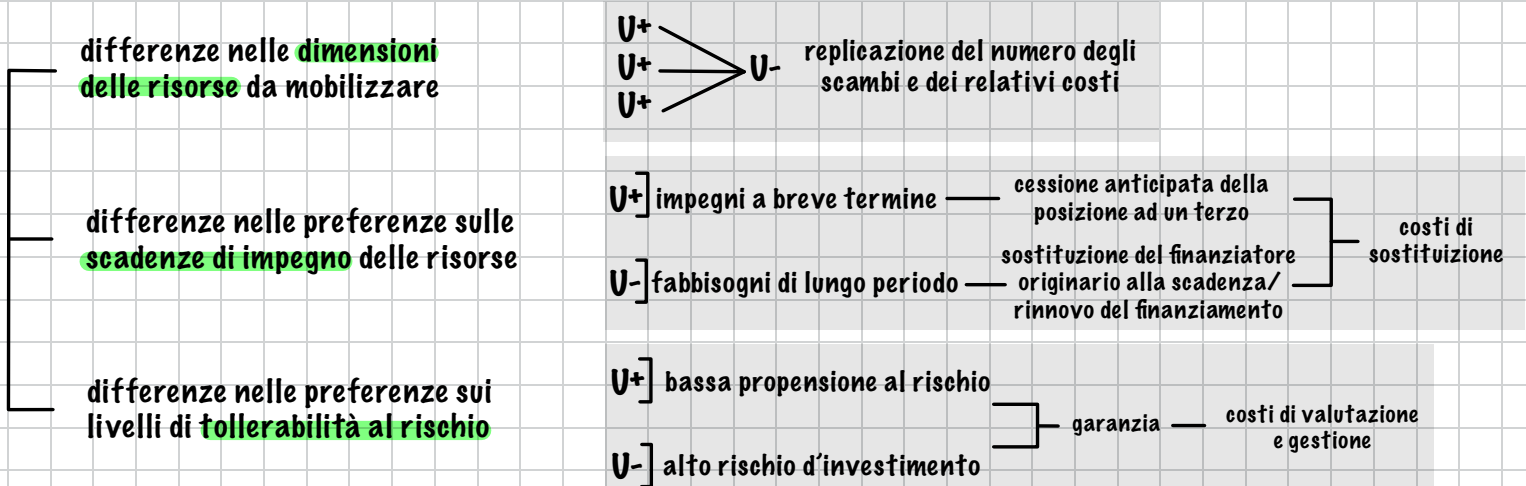 differenze nelle dimensioni
delle risorse da mobilizzare
U+
U+
U+
U-
replicazione del numero degli
scambi e dei relativi costi
differenze nelle preferenze sulle
scadenze di impegno delle risorse
U+] impegni a breve termine
cessione anticipata della
posizione ad un terzo
U-] fabbisogni di lungo periodo
sostituzione del finanziatore
originario alla scadenza/
rinnovo del finanziamento
costi di
sostituizione
differenze nelle preferenze sui
livelli di tollerabilità al rischio
U+] bassa propensione al rischio
U-] alto rischio d'investimento
garanzia
costi di valutazione
e gestione